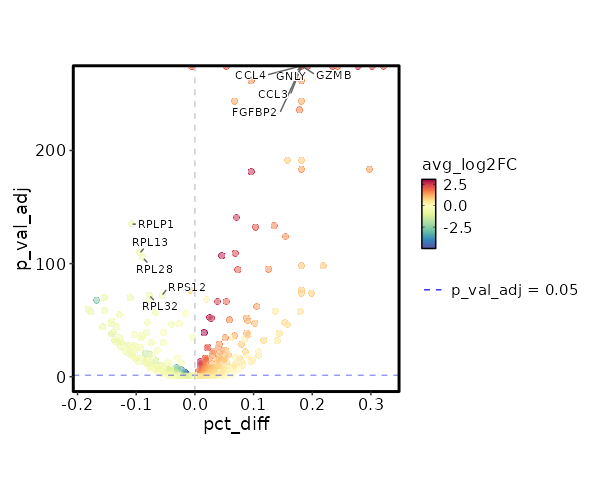 CCL4
GNLY
GZMB
CCL3
FGFBP2
RPLP1
RPL13
RPL28
RPS12
RPL32
p_val_adj
200
100
0
-0.2
-0.1
0.0
0.1
0.2
0.3
pct_diff
avg_log2FC
2.5
0.0
-2.5
p_val_adj = 0.05